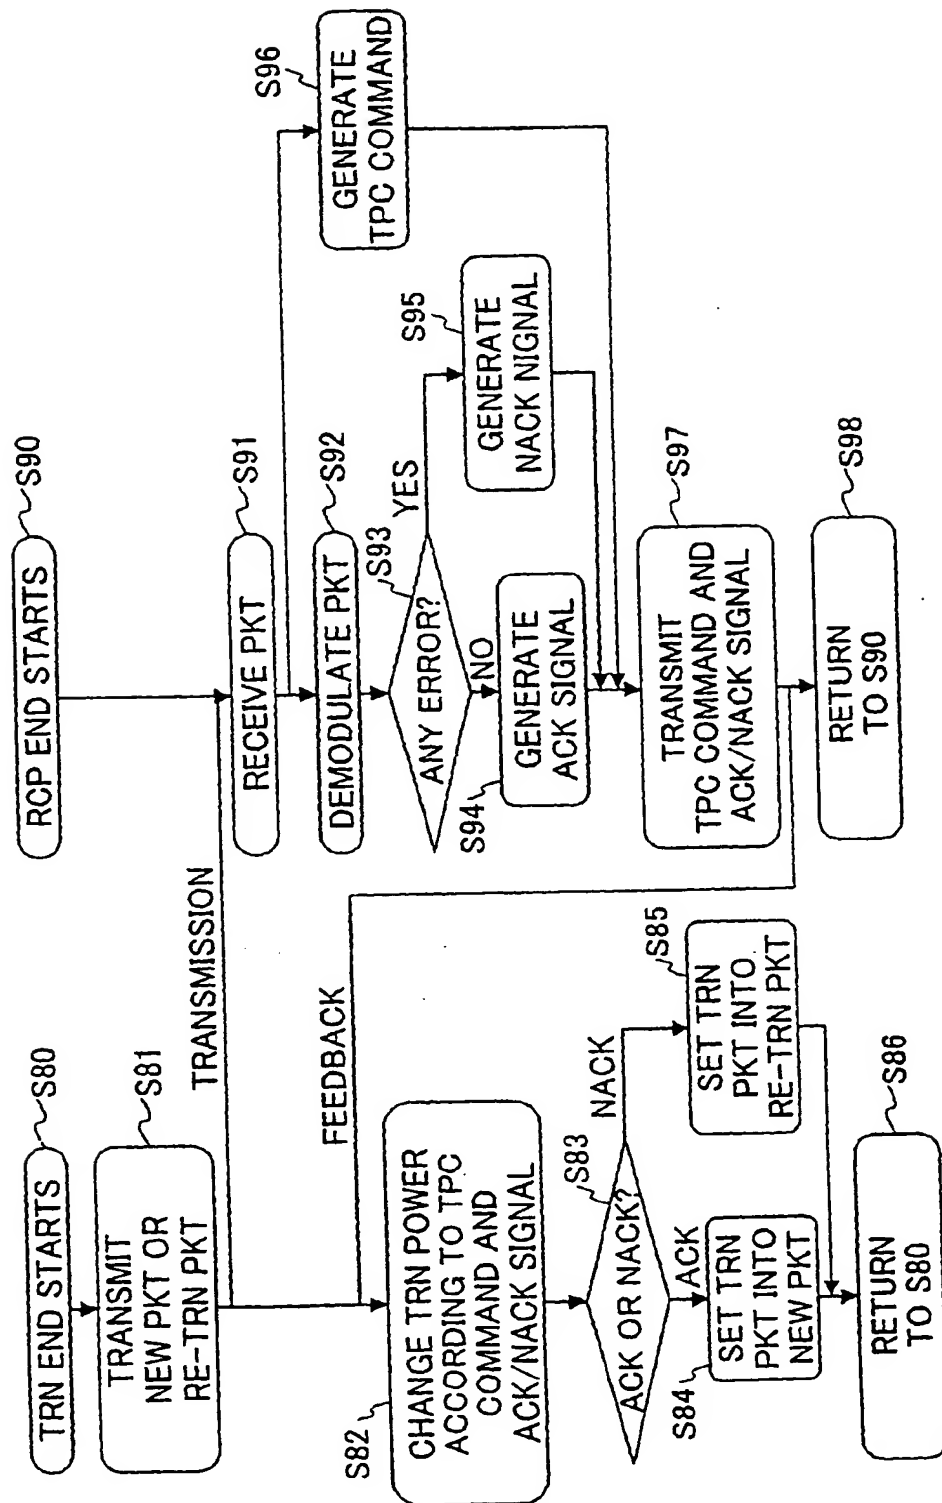 TRN END STARTS
S80
TRANSMIT
NEW PKT OR
RE-TRN PKT
S81
TRANSMISSION
FEEDBACK
CHANGE TRN POWER
ACCORDING TO TPC
COMMAND AND
ACK/NACK SIGNAL
S82
ACK OR NACK?
S83
NACK
ACK
SET TRN
PKT INTO
NEW PKT
S84
SET TRN
PKT INTO
RE-TRN PKT
S85
RETURN
TO S80
S86
RCP END STARTS
S90
RECEIVE PKT
S91
DEMODULATE PKT
S92
ANY ERROR?
S93
YES
NO
GENERATE
ACK SIGNAL
S94
GENERATE
NACK NIGNAL
S95
GENERATE
TPC COMMAND
S96
TRANSMIT
TPC COMMAND AND
ACK/NACK SIGNAL
S97
RETURN
TO S90
S98